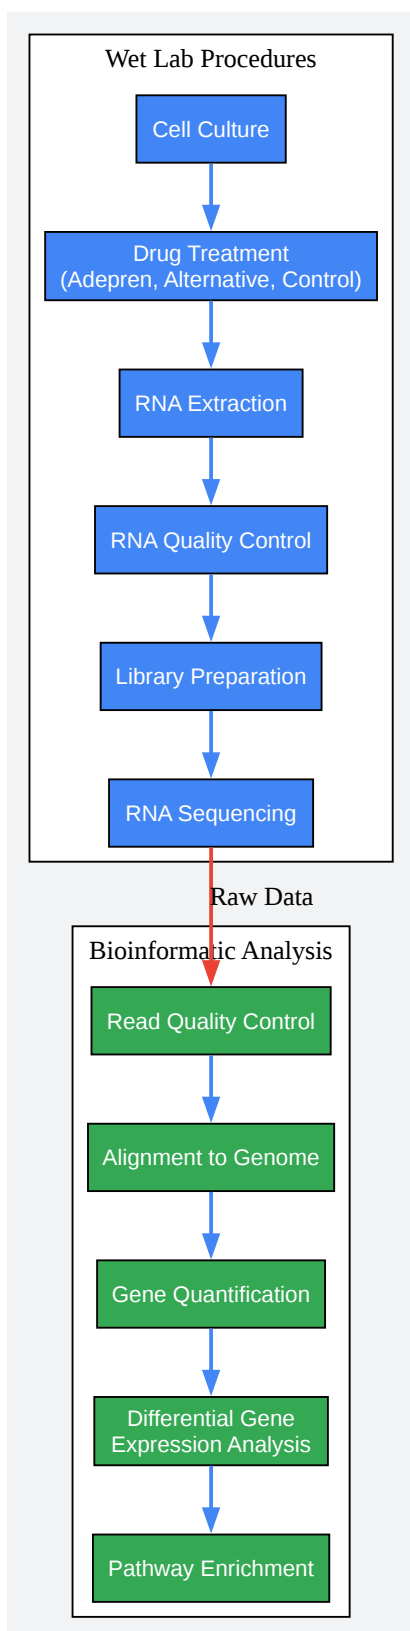 Wet Lab Procedures
Cell Culture
Drug Treatment
(Adepren, Alternative, Control)
RNA Extraction
RNA Quality Control
Library Preparation
RNA Sequencing
Raw Data
Bioinformatic Analysis
Read Quality Control
Alignment to Genome
Gene Quantification
Differential Gene
Expression Analysis
Pathway Enrichment